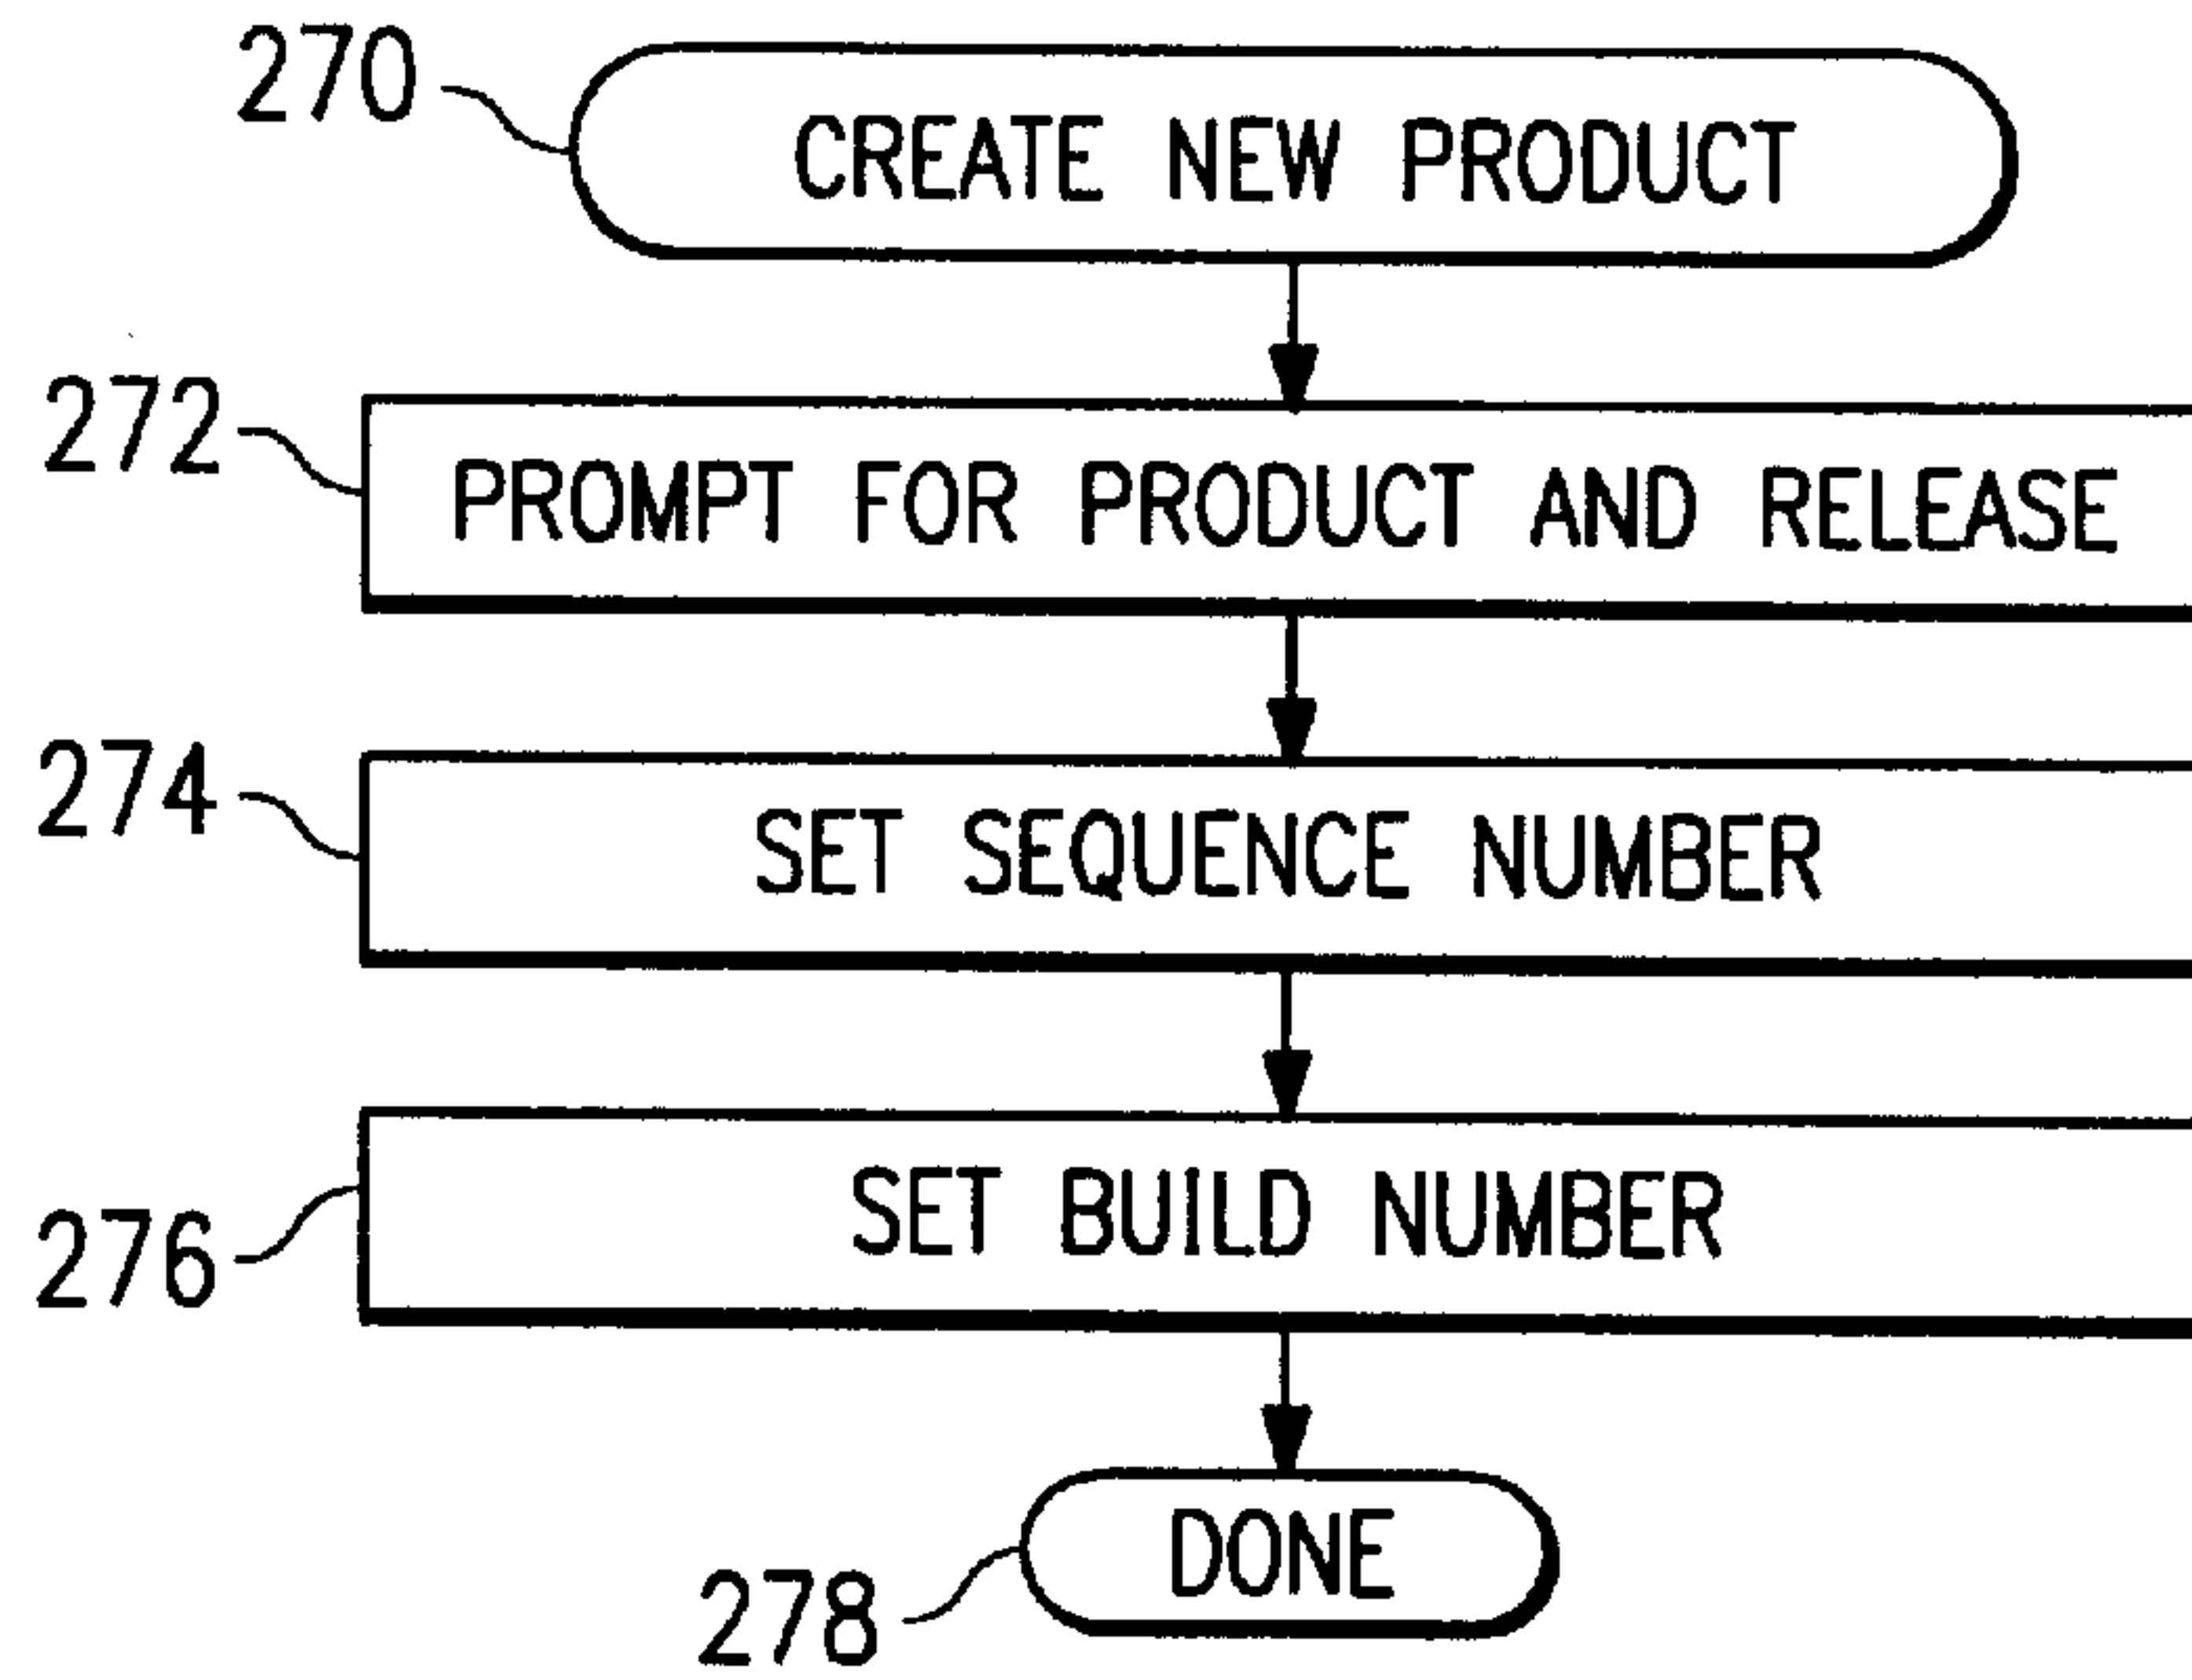 270
CREATE NEW PRODUCT
272
PROMPT FOR PRODUCT AND RELEASE
274
SET SEQUENCE NUMBER
276
SET BUILD NUMBER
278
DONE